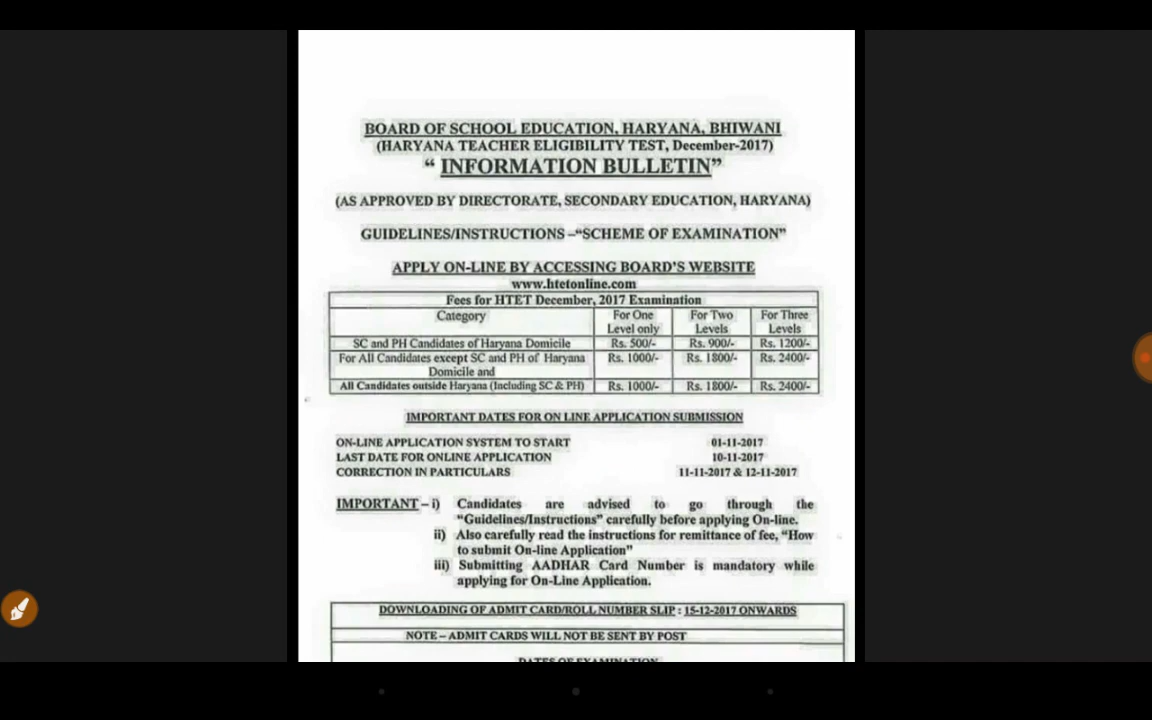 BOARD OF SCHOOL EDUCATION, HARYANA, BHIWANI
(HARYANA TEACHER ELIGIBILITY TEST, December-2017)
“ INFORMATION BULLETIN”
(AS APPROVED BY DIRECTORATE, SECONDARY EDUCATION, HARYANA)
GUIDELINES/INSTRUCTIONS –“SCHEME OF EXAMINATION”
APPLY ON-LINE BY ACCESSING BOARD'S WEBSITE
www.htetonline.com
Fees for HTET December, 2017 Examination
Category For One Level only For Two Levels For Three Levels
SC and PH Candidates of Haryana Domicile Rs. 500/- Rs. 900/- Rs. 1200/-
For All Candidates except SC and PH of Haryana Rs. 1000/- Rs. 1800/- Rs. 2400/-
Domicile and
All Candidates outside Haryana (Including SC & PH) Rs. 1000/- Rs. 1800/- Rs. 2400/-
IMPORTANT DATES FOR ON LINE APPLICATION SUBMISSION
ON-LINE APPLICATION SYSTEM TO START 01-11-2017
LAST DATE FOR ONLINE APPLICATION 10-11-2017
CORRECTION IN PARTICULARS 11-11-2017 & 12-11-2017
IMPORTANT – i) Candidates are advised to go through the
“Guidelines/Instructions” carefully before applying On-line.
ii) Also carefully read the instructions for remittance of fee, “How
to submit On-line Application”
iii) Submitting AADHAR Card Number is mandatory while
applying for On-Line Application.
DOWNLOADING OF ADMIT CARD/ROLL NUMBER SLIP : 15-12-2017 ONWARDS
NOTE – ADMIT CARDS WILL NOT BE SENT BY POST
DATES OF EXAMINATION